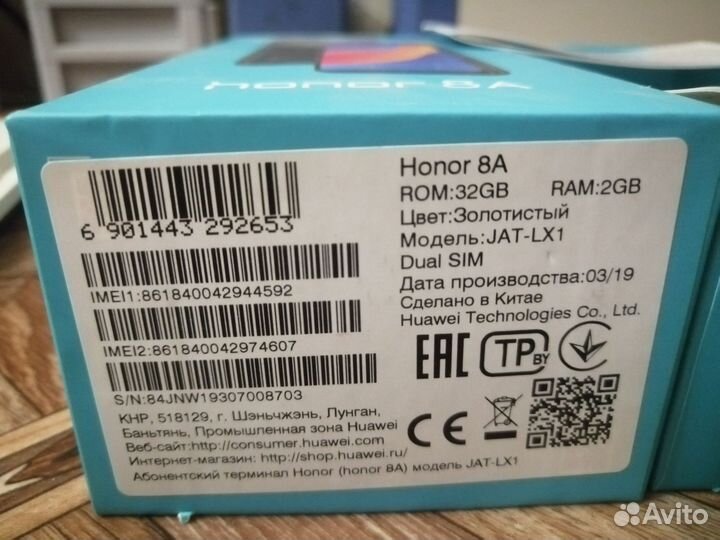 HONOR 8A
Honor 8A
ROM:32GB RAM:2GB
Цвет:Золотистый
Модель:JAT-LX1
Dual SIM
Дата производства:03/19
Сделано в Китае
Huawei Technologies Co., Ltd.
6 901443 292653
IMEI1:861840042944592
IMEI2:861840042974607
S/N:84JNW19307008703
КНР, 518129, г. Шэньчжэнь, Лунган,
Баньтянь, Промышленная зона Huawei
Веб-сайт:http://consumer.huawei.com
Интернет-магазин: http://shop.huawei.ru/
Абонентский терминал Honor (honor 8A) модель JAT-LX1
EAC
TP BY
CE
Avito